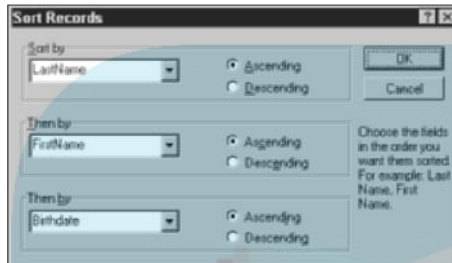 Sort Records
Sort by
LastName
Ascending
Descending
OK
Cancel
Then by
FirstName
Ascending
Descending
Choose the fields
in the order you
want them sorted.
For example: Last
Name, First
Name.
Then by
Birthdate
Ascending
Descending